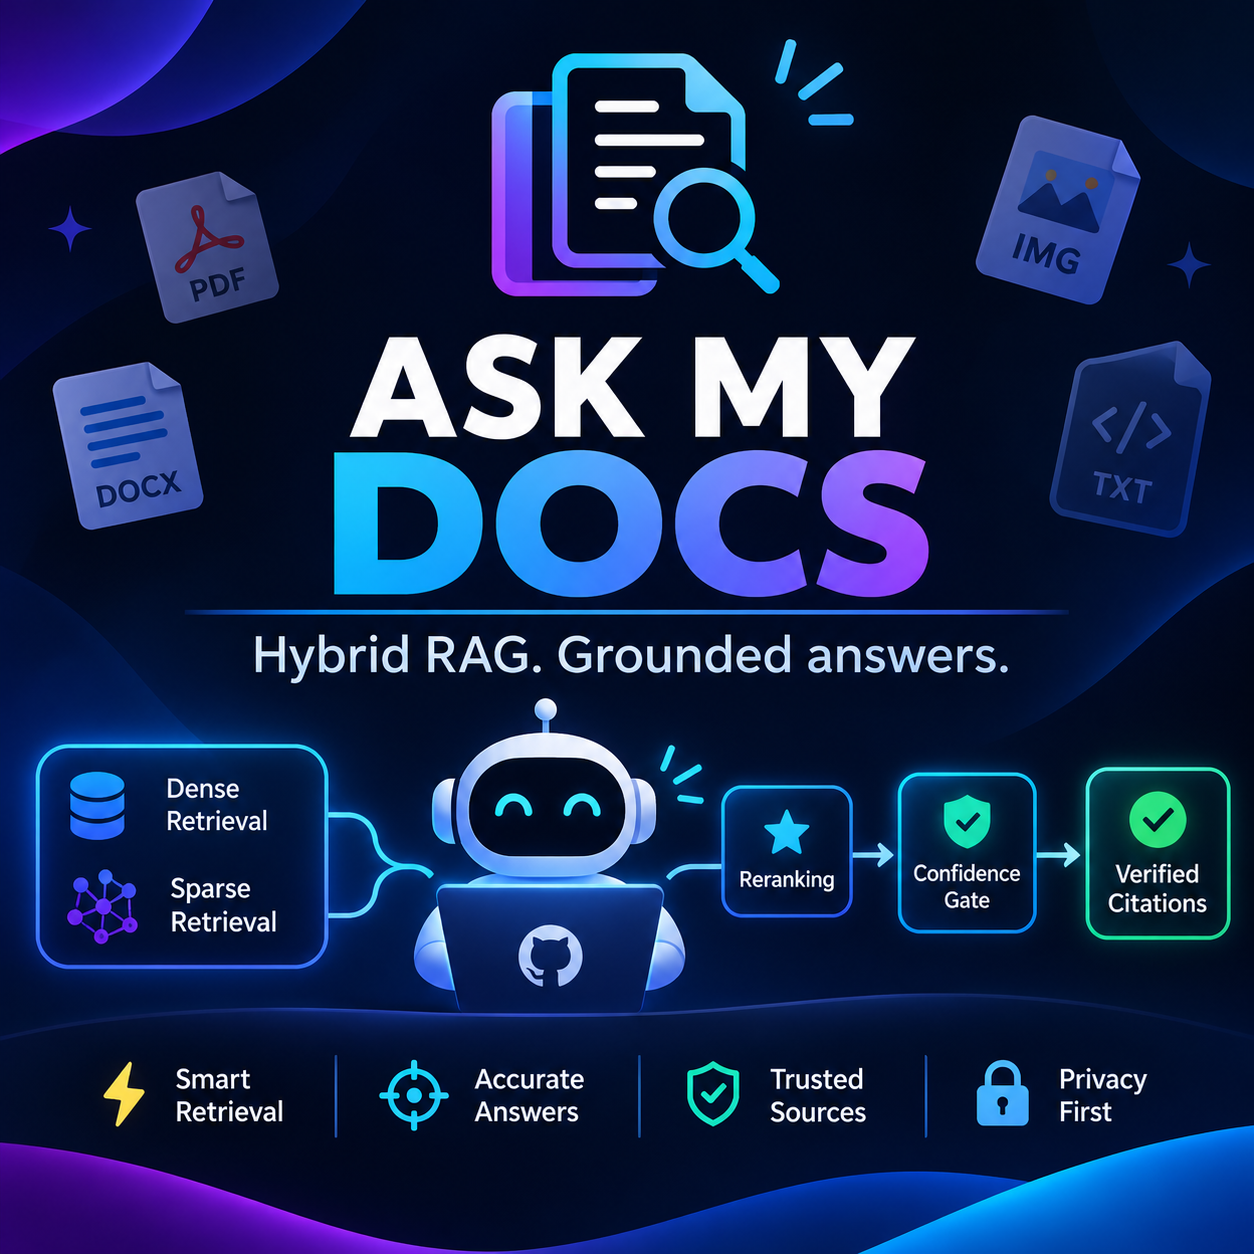 PDF
IMG
DOCX
TXT
ASK MY
DOCS
Hybrid RAG. Grounded answers.
Dense
Retrieval
Sparse
Retrieval
Reranking
Confidence
Gate
Verified
Citations
Smart
Retrieval
Accurate
Answers
Trusted
Sources
Privacy
First